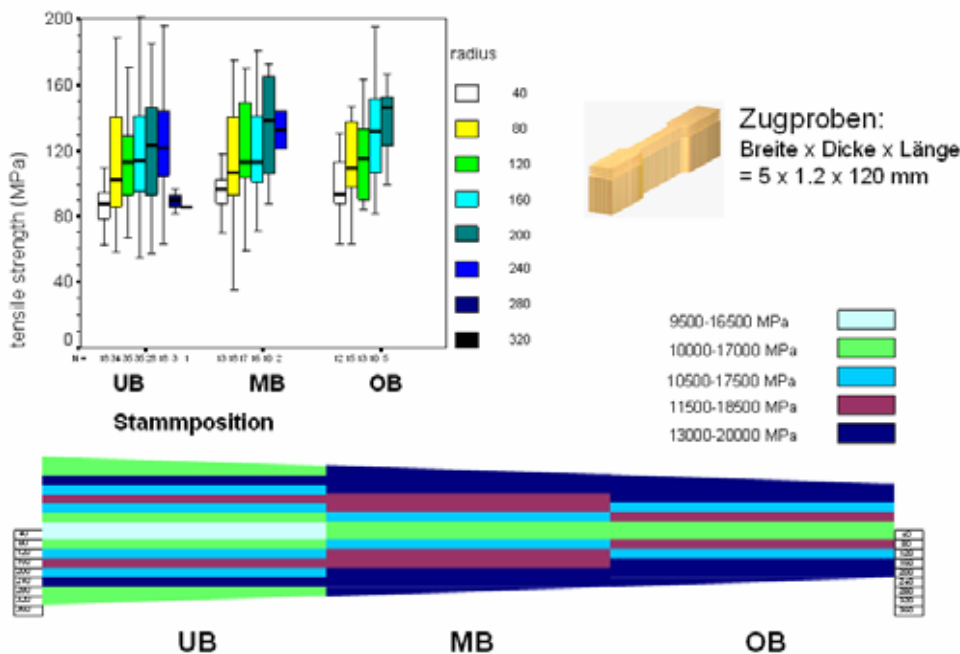 200
160
120
80
40
0
tensile strength (MPa)
N =
UB
MB
OB
Stammposition
radius
40
80
120
160
200
240
280
320
Zugproben:
Breite x Dicke x Länge
= 5 x 1.2 x 120 mm
9500-16500 MPa
10000-17000 MPa
10500-17500 MPa
11500-18500 MPa
13000-20000 MPa
UB
MB
OB